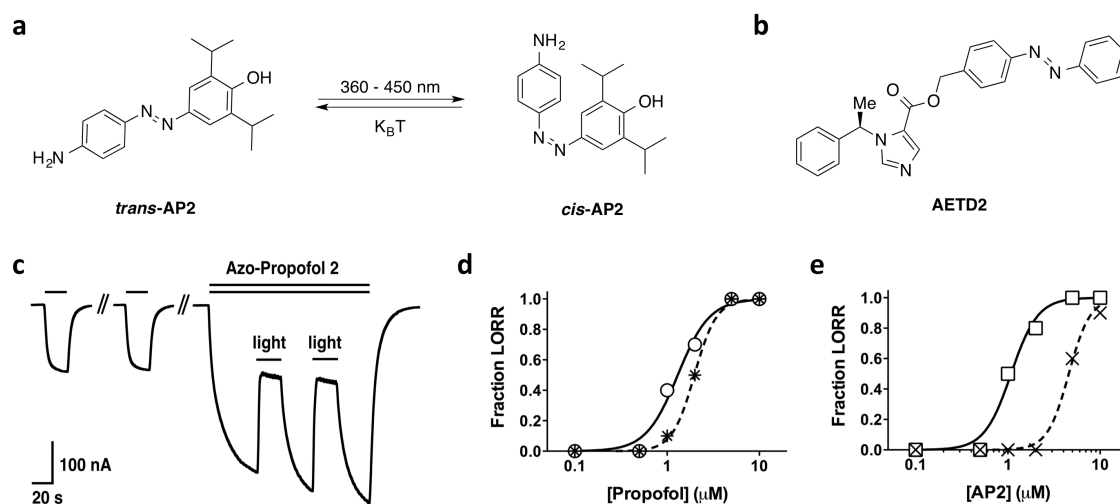 a
NH2
OH
N
N
H2N
trans-AP2
360 - 450 nm
KBT
OH
N
N
cis-AP2
b
N
N
O
Me
O
N
N
AETD2
c
Azo-Propofol 2
light
light
100 nA
20 s
d
Fraction LORR
1.0
0.8
0.6
0.4
0.2
0.0
0.1
1
10
[Propofol] (μM)
e
Fraction LORR
1.0
0.8
0.6
0.4
0.2
0.0
0.1
1
10
[AP2] (μM)